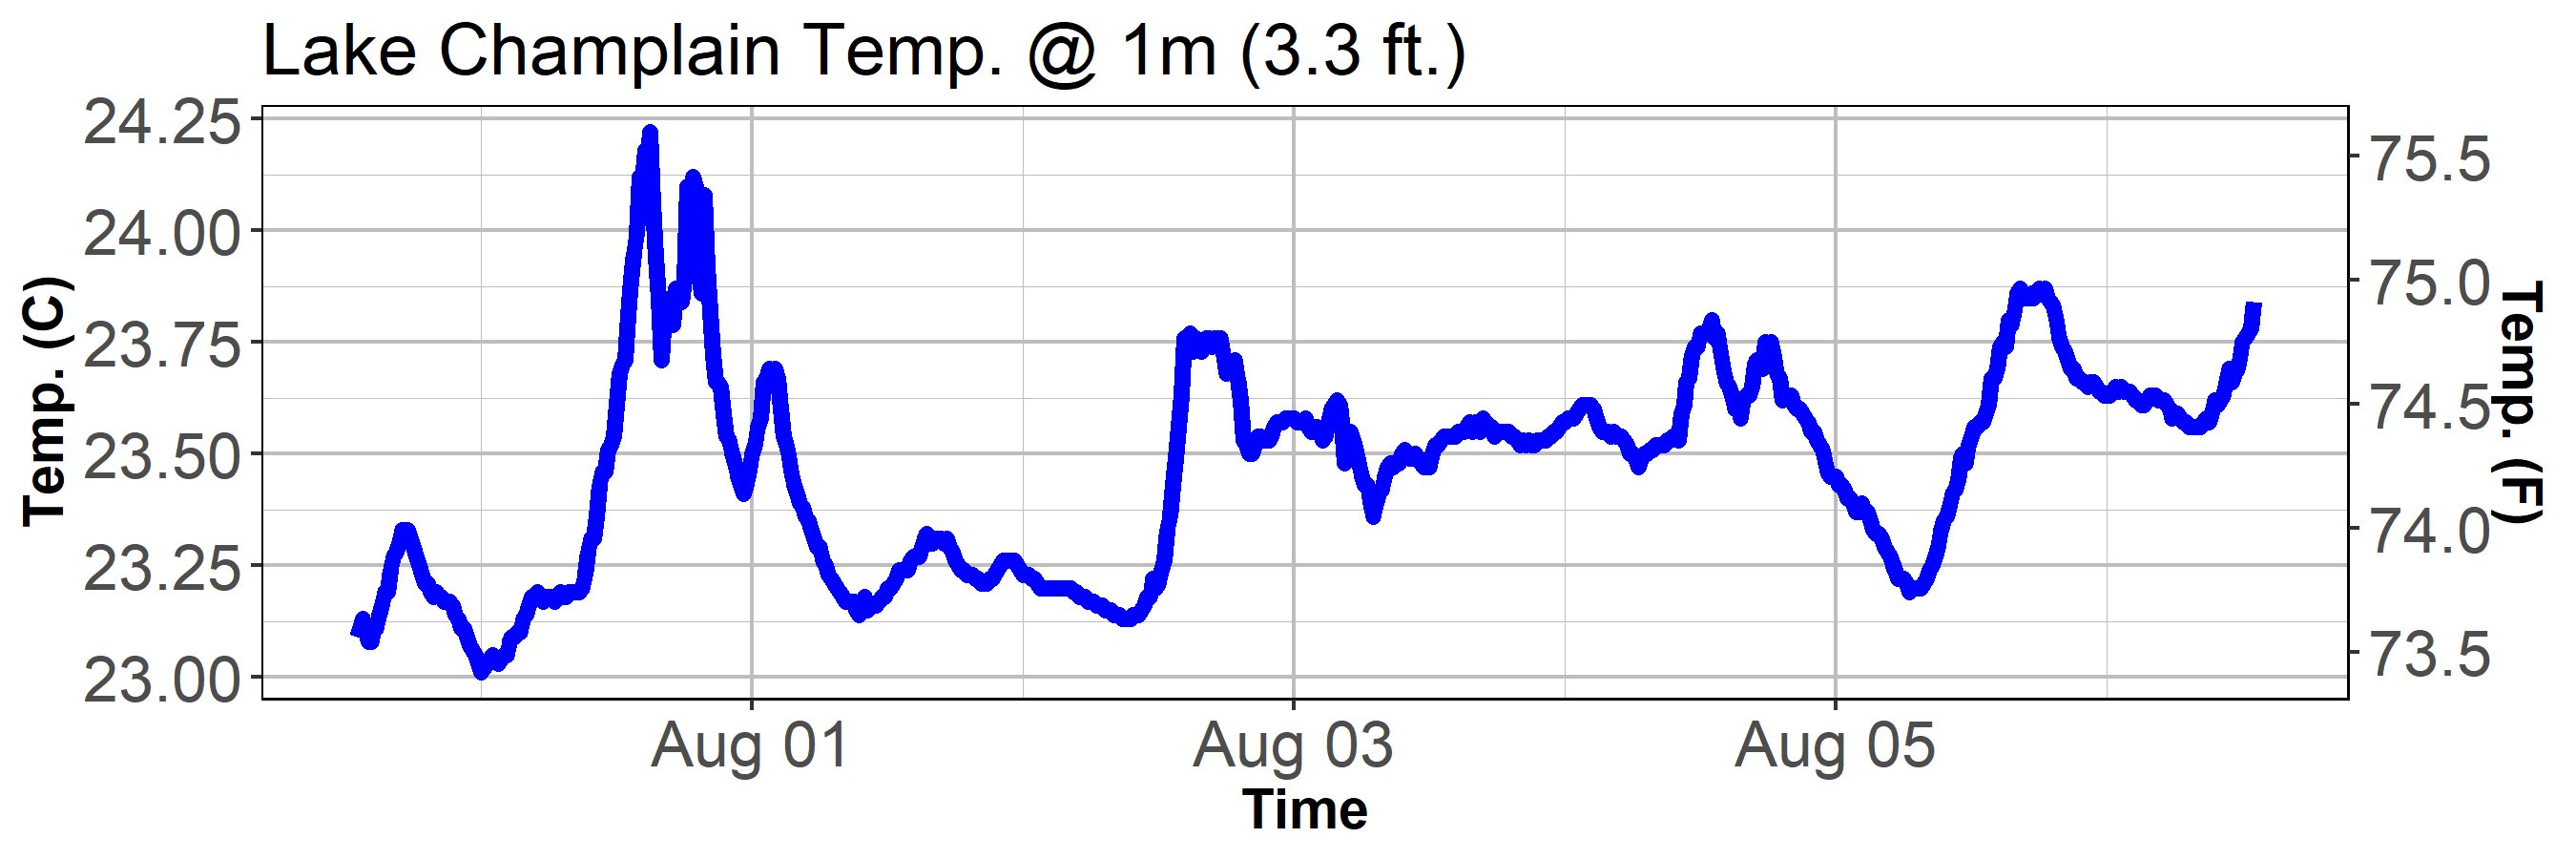 Lake Champlain Temp. @ 1m (3.3 ft.)
24.25
24.00
23.75
23.50
23.25
23.00
Temp. (C)
75.5
75.0
74.5
74.0
73.5
Temp. (F)
Aug 01 Aug 03 Aug 05
Time